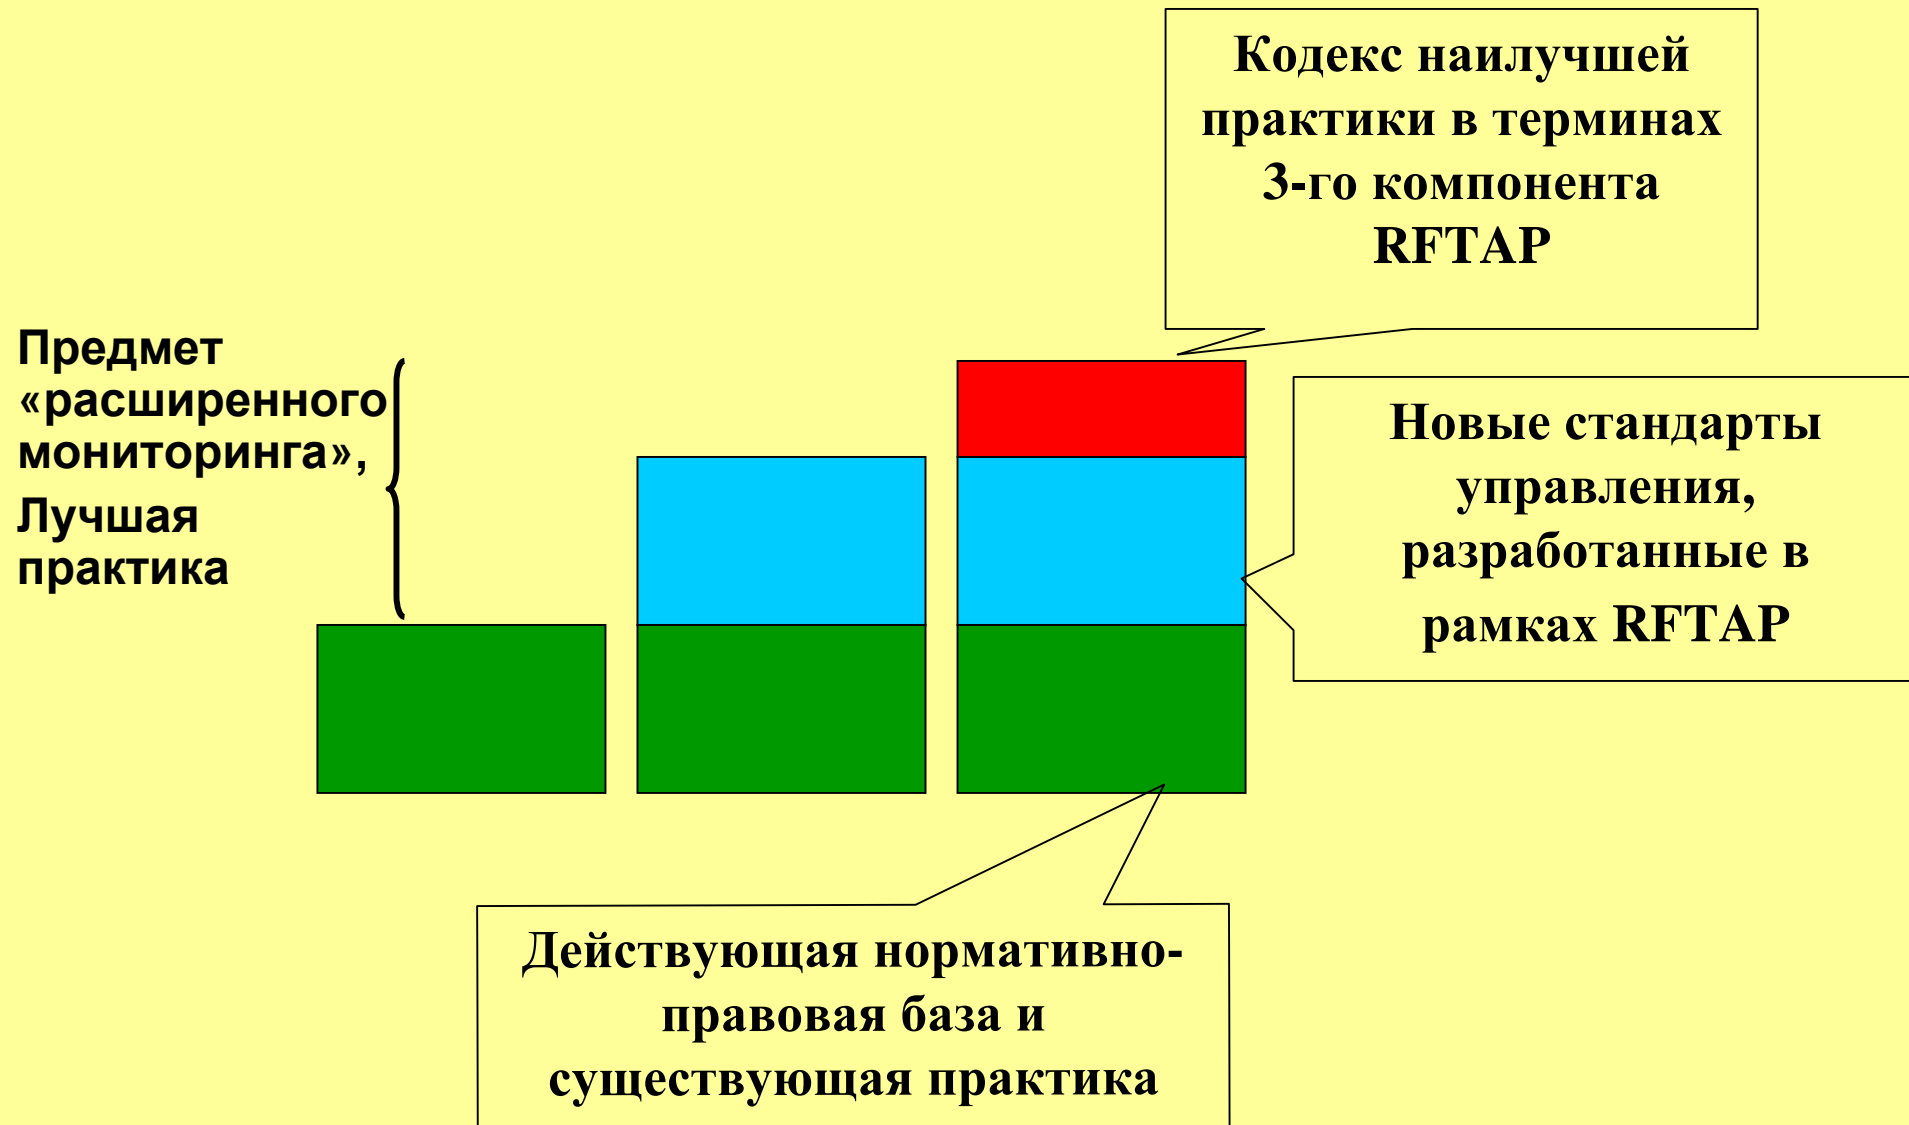 Кодекс наилучшей
практики в терминах
3-го компонента
RFTAP
Предмет
«расширенного
мониторинга»,
Лучшая
практика
Новые стандарты
управления,
разработанные в
рамках RFTAP
Действующая нормативно-
правовая база и
существующая практика